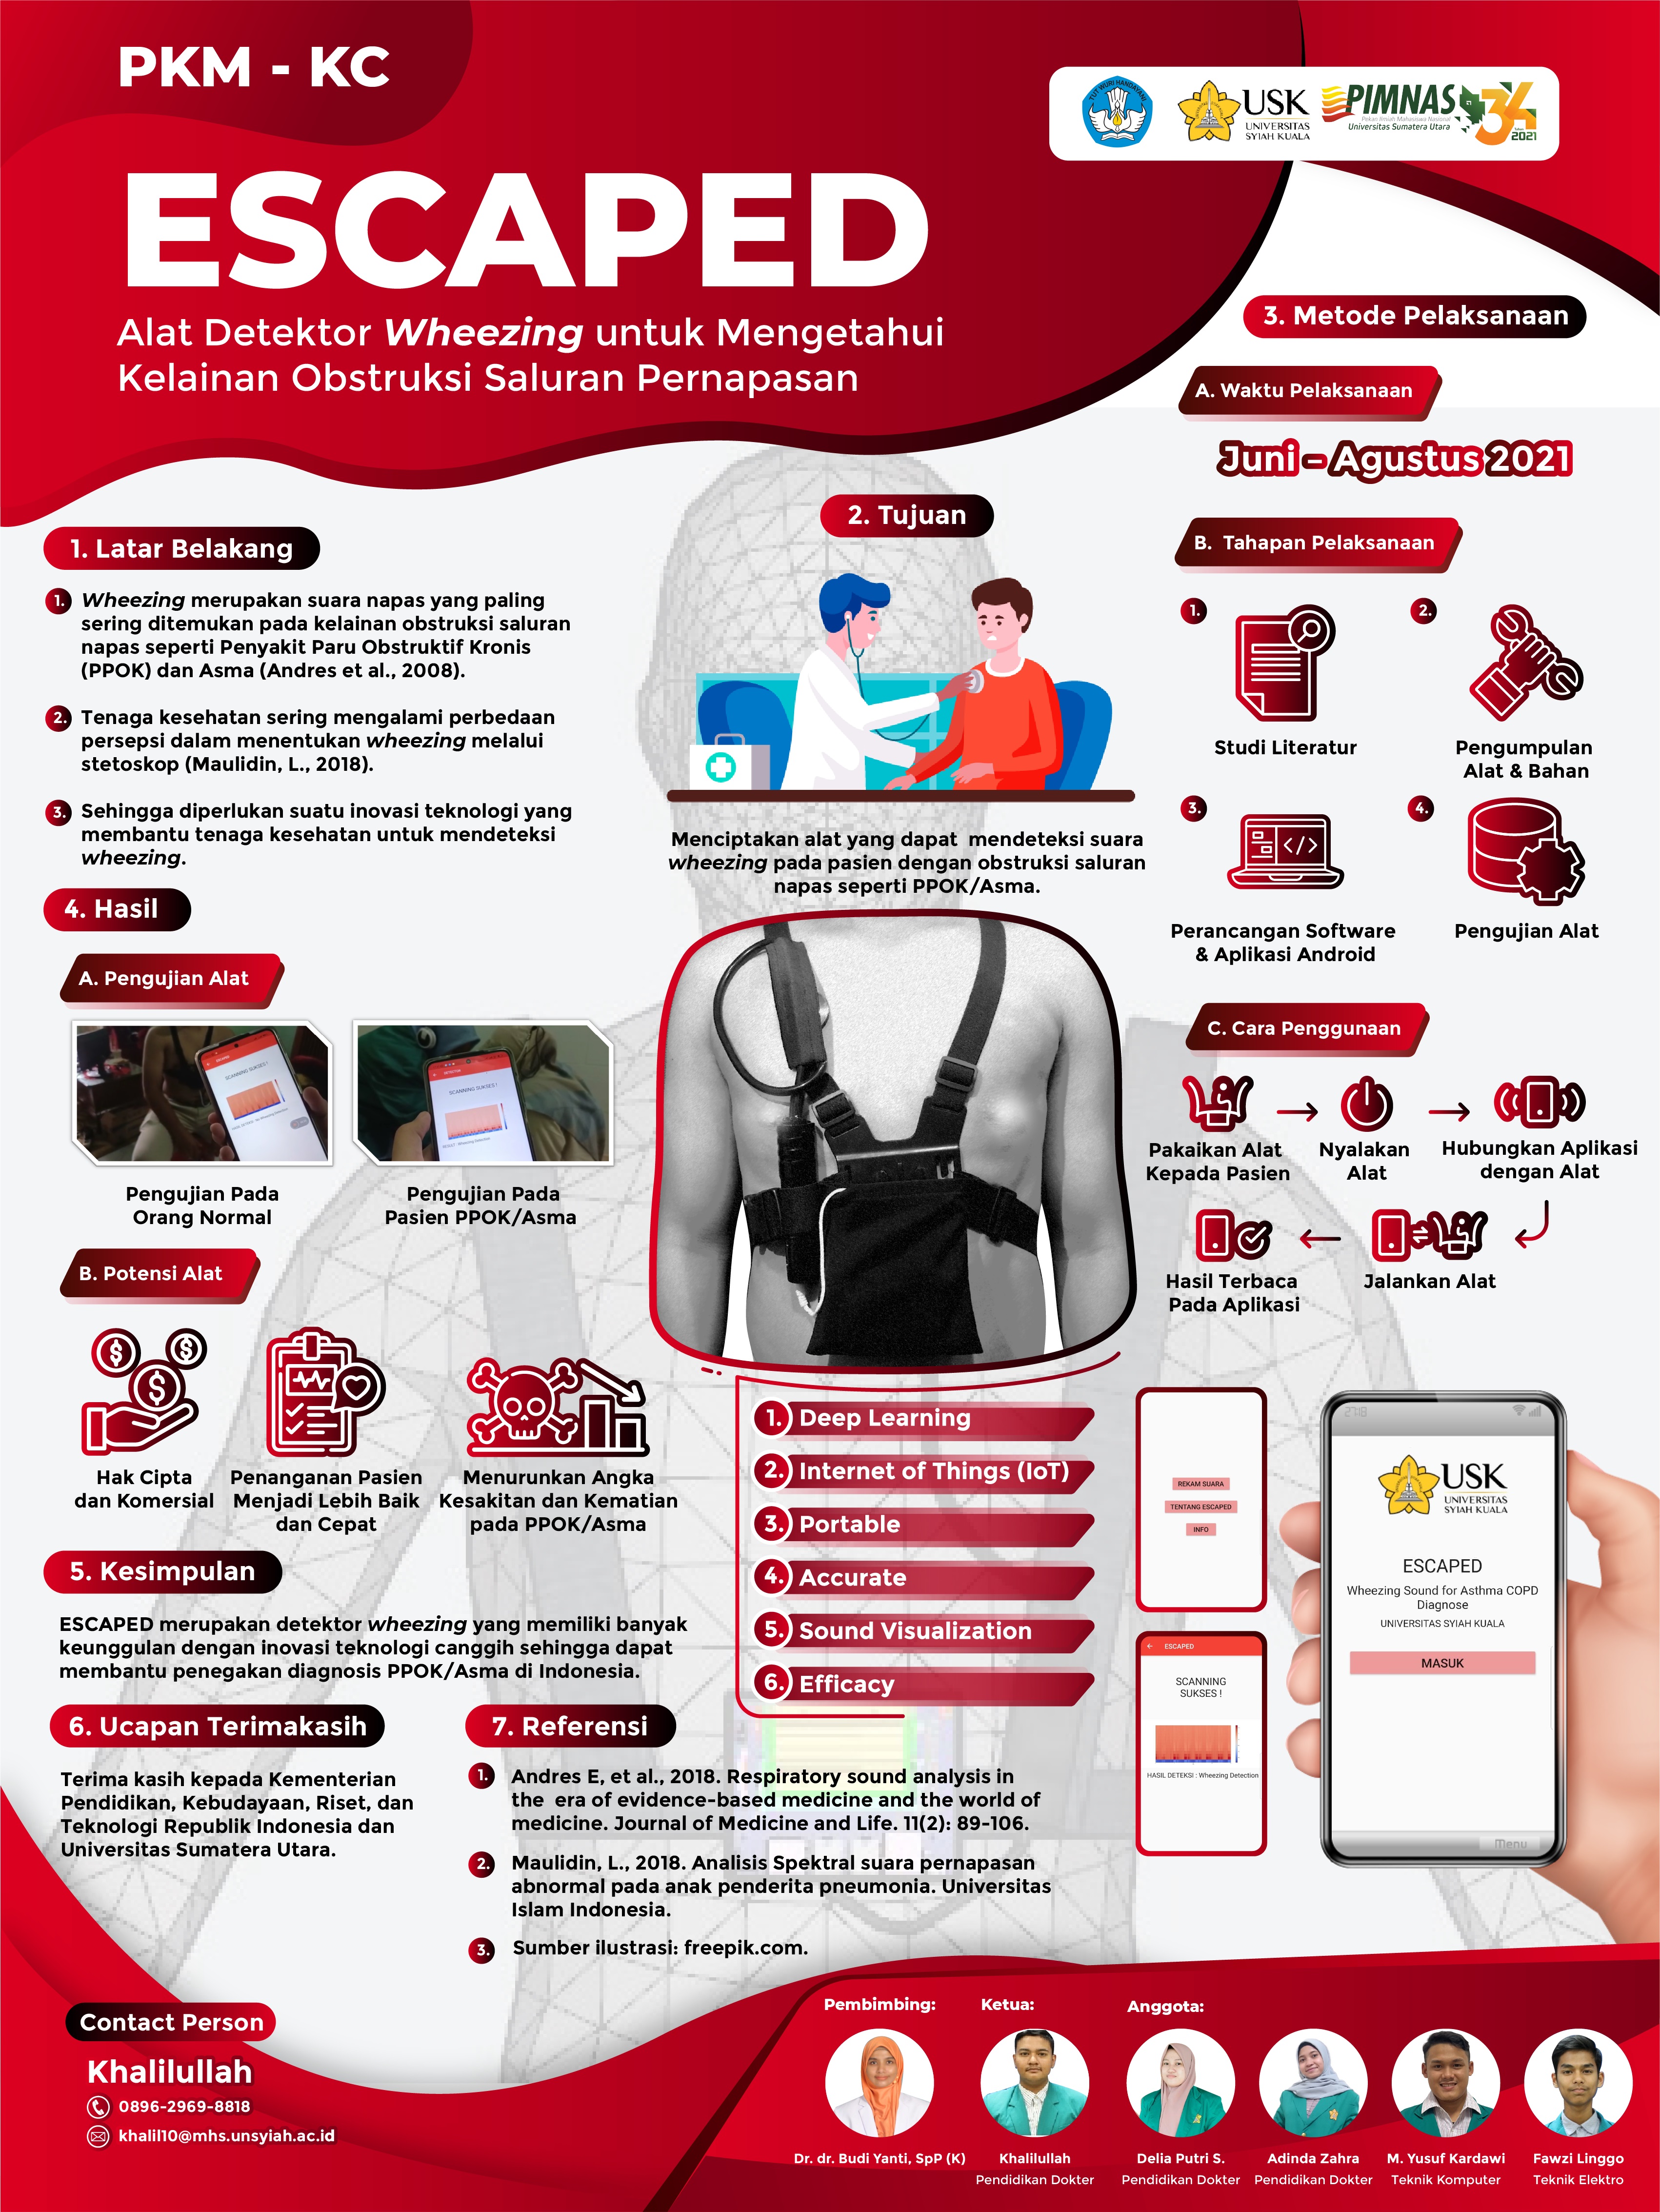 PKM - KC
TUT WURI HANDAYANI
USK
UNIVERSITAS
SYIAH KUALA
PIMNAS
Pekan Ilmiah Mahasiswa Nasional
Universitas Sumatera Utara
34
Tahun
2021
ESCAPED
Alat Detektor Wheezing untuk Mengetahui
Kelainan Obstruksi Saluran Pernapasan
1. Latar Belakang
1. Wheezing merupakan suara napas yang paling
sering ditemukan pada kelainan obstruksi saluran
napas seperti Penyakit Paru Obstruktif Kronis
(PPOK) dan Asma (Andres et al., 2008).
2. Tenaga kesehatan sering mengalami perbedaan
persepsi dalam menentukan wheezing melalui
stetoskop (Maulidin, L., 2018).
3. Sehingga diperlukan suatu inovasi teknologi yang
membantu tenaga kesehatan untuk mendeteksi
wheezing.
2. Tujuan
Menciptakan alat yang dapat  mendeteksi suara
wheezing pada pasien dengan obstruksi saluran
napas seperti PPOK/Asma.
3. Metode Pelaksanaan
A. Waktu Pelaksanaan
Juni - Agustus 2021
B. Tahapan Pelaksanaan
1.
Studi Literatur
2.
Pengumpulan
Alat & Bahan
3.
Perancangan Software
& Aplikasi Android
4.
Pengujian Alat
C. Cara Penggunaan
Pakaikan Alat
Kepada Pasien
Nyalakan
Alat
Hubungkan Aplikasi
dengan Alat
Jalankan Alat
Hasil Terbaca
Pada Aplikasi
4. Hasil
A. Pengujian Alat
SCANNING SUKSES !
SCANNING SUKSES !
Pengujian Pada
Orang Normal
Pengujian Pada
Pasien PPOK/Asma
B. Potensi Alat
Hak Cipta
dan Komersial
Penanganan Pasien
Menjadi Lebih Baik
dan Cepat
Menurunkan Angka
Kesakitan dan Kematian
pada PPOK/Asma
1. Deep Learning
2. Internet of Things (IoT)
3. Portable
4. Accurate
5. Sound Visualization
6. Efficacy
REKAM SUARA
TENTANG ESCAPED
INFO
← ESCAPED
SCANNING
SUKSES !
HASIL DETEKSI : Wheezing Detection
2718
USK
UNIVERSITAS
SYIAH KUALA
ESCAPED
Wheezing Sound for Asthma COPD
Diagnose
UNIVERSITAS SYIAH KUALA
MASUK
Menu
5. Kesimpulan
ESCAPED merupakan detektor wheezing yang memiliki banyak
keunggulan dengan inovasi teknologi canggih sehingga dapat
membantu penegakan diagnosis PPOK/Asma di Indonesia.
6. Ucapan Terimakasih
Terima kasih kepada Kementerian
Pendidikan, Kebudayaan, Riset, dan
Teknologi Republik Indonesia dan
Universitas Sumatera Utara.
7. Referensi
1. Andres E, et al., 2018. Respiratory sound analysis in
the  era of evidence-based medicine and the world of
medicine. Journal of Medicine and Life. 11(2): 89-106.
2. Maulidin, L., 2018. Analisis Spektral suara pernapasan
abnormal pada anak penderita pneumonia. Universitas
Islam Indonesia.
3. Sumber ilustrasi: freepik.com.
Contact Person
Khalilullah
0896-2969-8818
khalil10@mhs.unsyiah.ac.id
Pembimbing:
Dr. dr. Budi Yanti, SpP (K)
Ketua:
Khalilullah
Pendidikan Dokter
Anggota:
Delia Putri S.
Pendidikan Dokter
Adinda Zahra
Pendidikan Dokter
M. Yusuf Kardawi
Teknik Komputer
Fawzi Linggo
Teknik Elektro